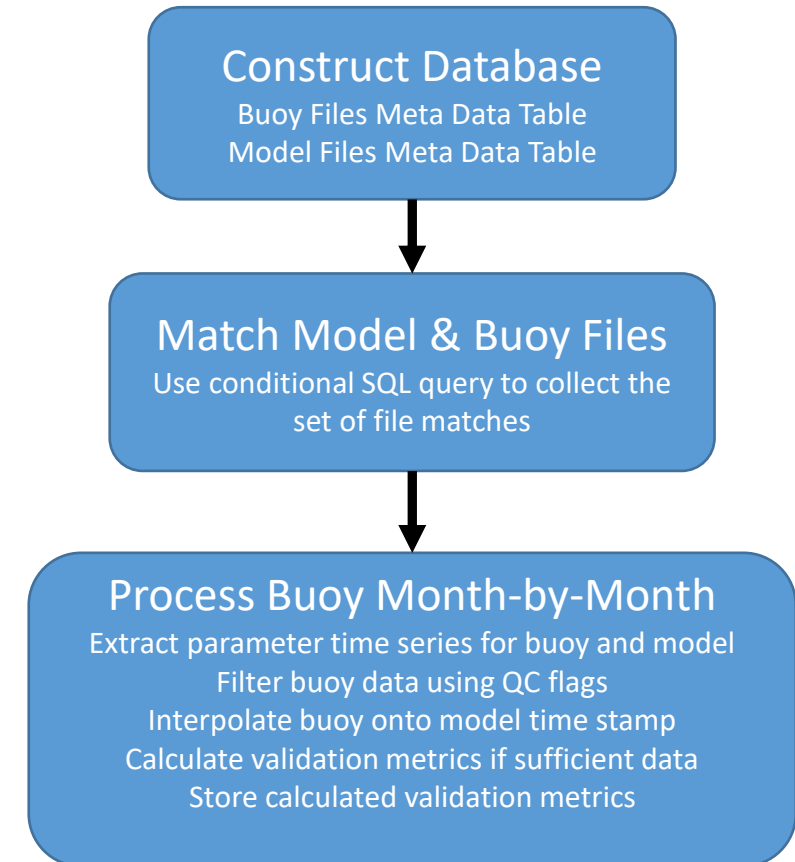 Construct Database
Buoy Files Meta Data Table
Model Files Meta Data Table
Match Model & Buoy Files
Use conditional SQL query to collect the
set of file matches
Process Buoy Month-by-Month
Extract parameter time series for buoy and model
Filter buoy data using QC flags
Interpolate buoy onto model time stamp
Calculate validation metrics if sufficient data
Store calculated validation metrics